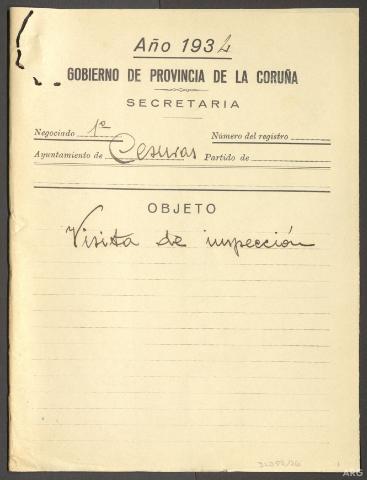 Año 1934
GOBIERNO DE PROVINCIA DE LA CORUÑA
SECRETARIA
Negociado 1º Número del registro
Ayuntamiento de Cesuras Partido de
OBJETO
Visita de inspección
ARG